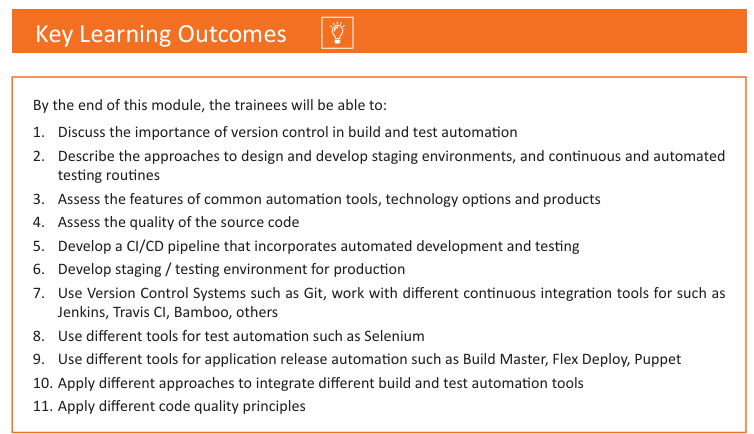 Key Learning Outcomes
By the end of this module, the trainees will be able to:
1. Discuss the importance of version control in build and test automation
2. Describe the approaches to design and develop staging environments, and continuous and automated
testing routines
3. Assess the features of common automation tools, technology options and products
4. Assess the quality of the source code
5. Develop a CI/CD pipeline that incorporates automated development and testing
6. Develop staging / testing environment for production
7. Use Version Control Systems such as Git, work with different continuous integration tools for such as
Jenkins, Travis CI, Bamboo, others
8. Use different tools for test automation such as Selenium
9. Use different tools for application release automation such as Build Master, Flex Deploy, Puppet
10. Apply different approaches to integrate different build and test automation tools
11. Apply different code quality principles